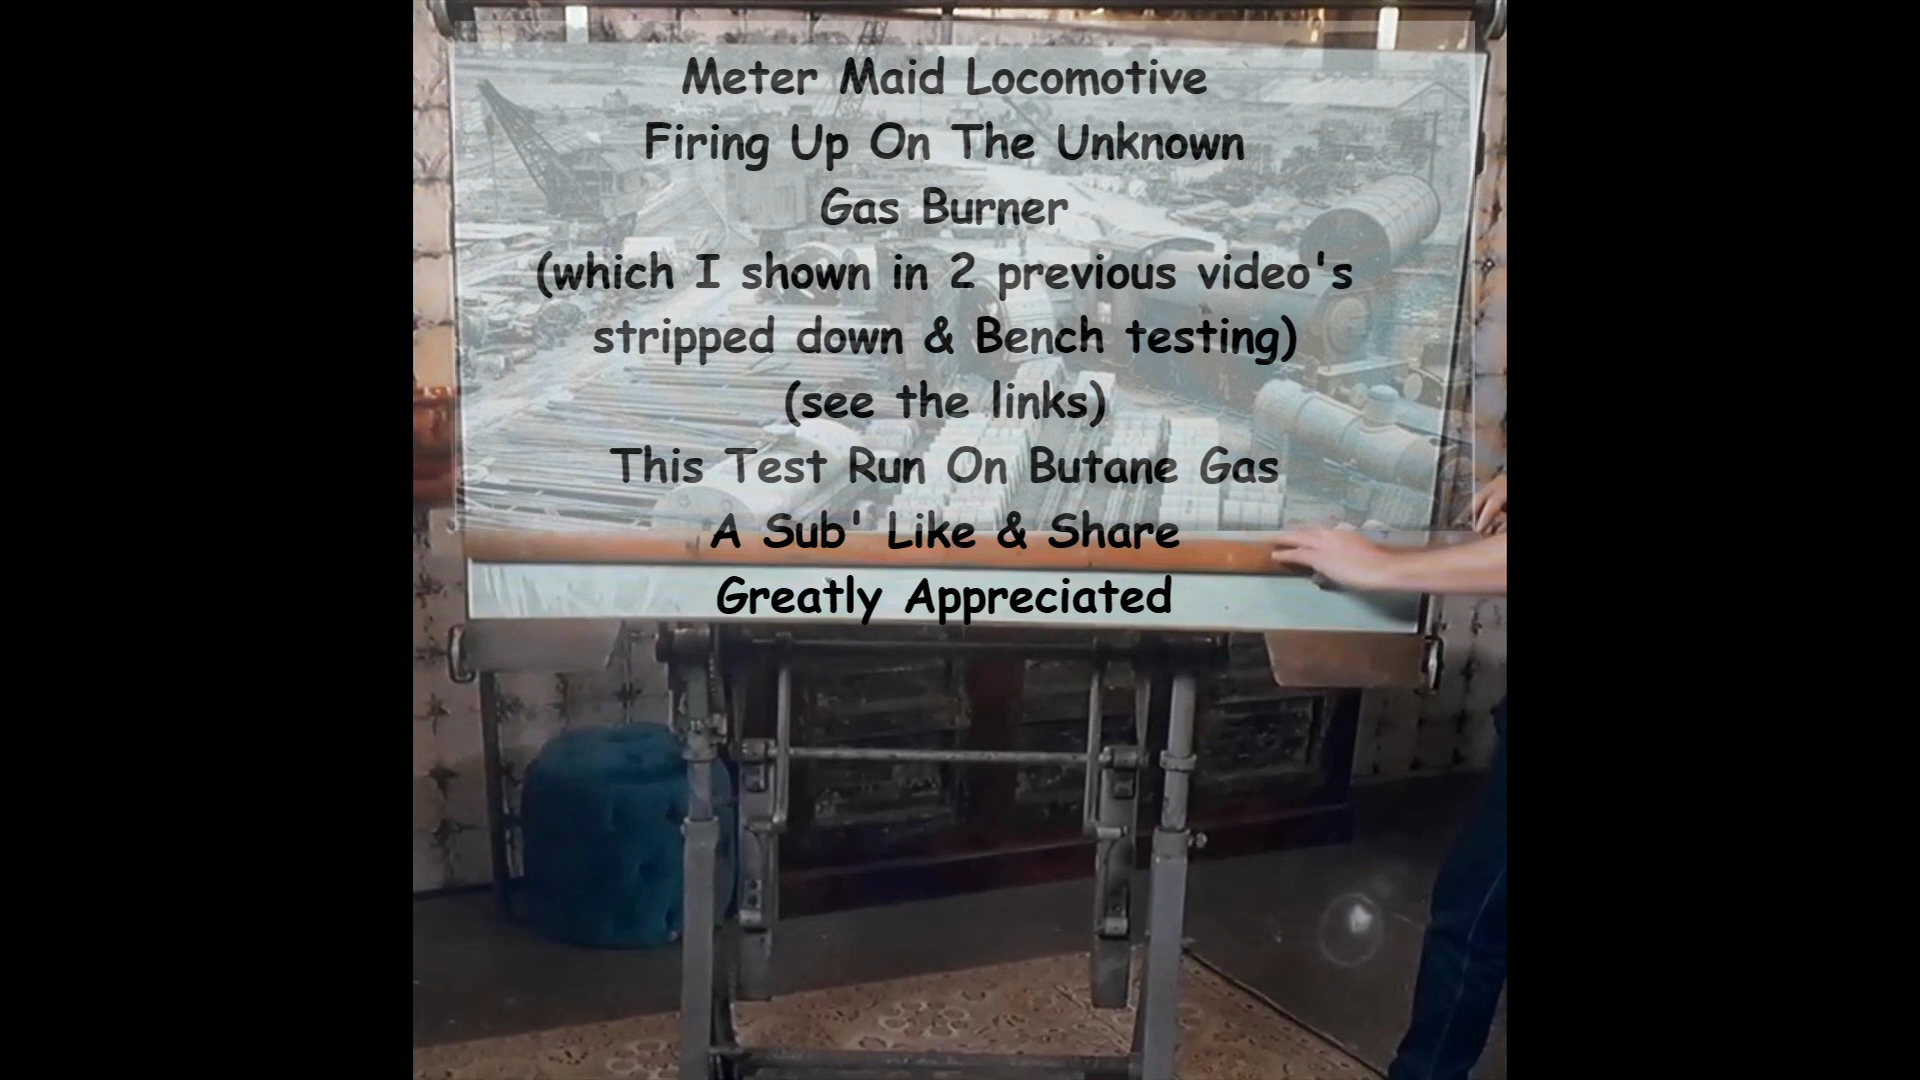 Meter Maid Locomotive
Firing Up On The Unknown
Gas Burner
(which I shown in 2 previous video's
stripped down & Bench testing)
(see the links)
This Test Run On Butane Gas
A Sub' Like & Share
Greatly Appreciated